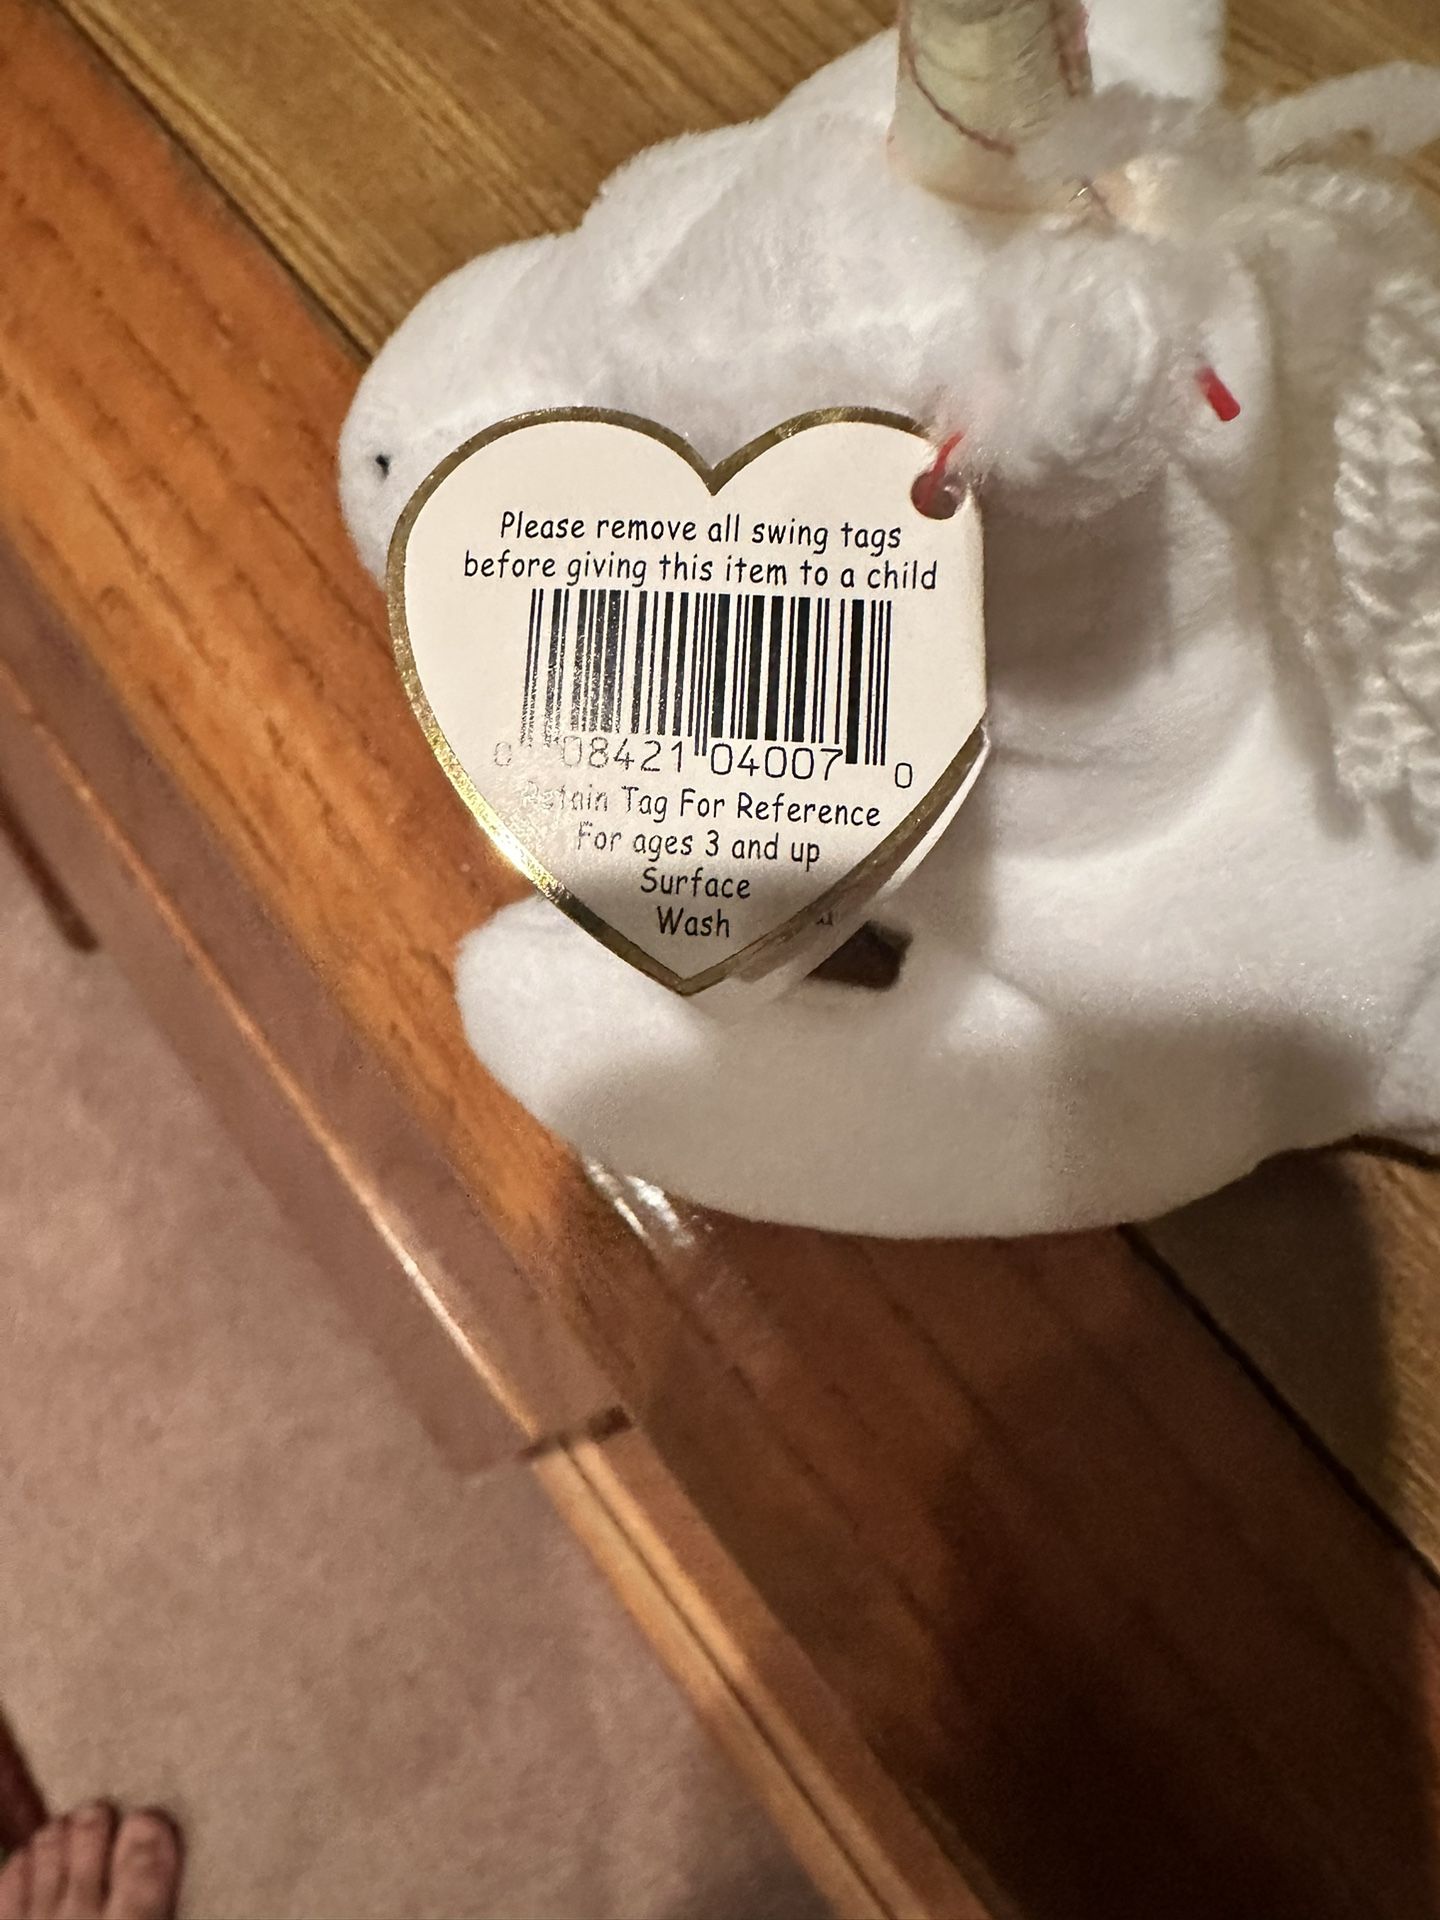 Please remove all swing tags
before giving this item to a child
0 08421 04007 0
Retain Tag For Reference
For ages 3 and up
Surface
Wash